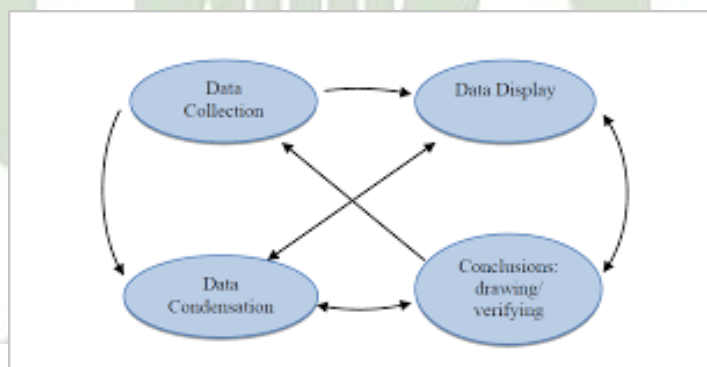 Data
Collection
Data Display
Data
Condensation
Conclusions:
drawing/
verifying